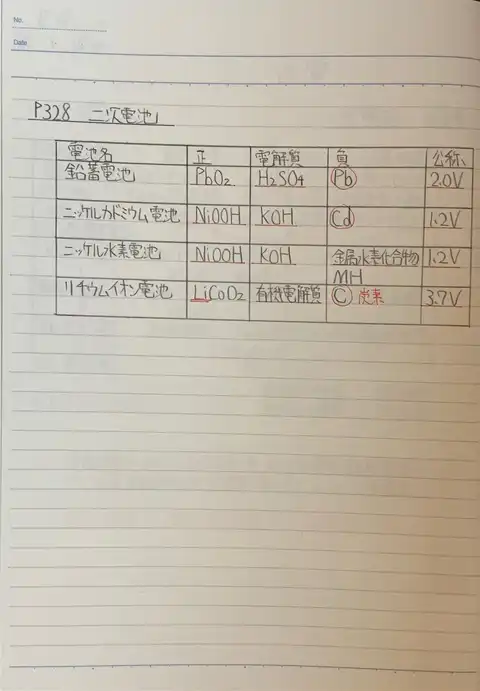 No.
Date
P328 二次電池
電池名 正 電解質 負 公称
鉛蓄電池 PbO2 H2SO4 Pb 2.0V
ニッケルカドミウム電池 NiOOH KOH Cd 1.2V
ニッケル水素電池 NiOOH KOH 金属水素化合物 1.2V
MH
リチウムイオン電池 LiCoO2 有機電解質 C 炭素 3.7V